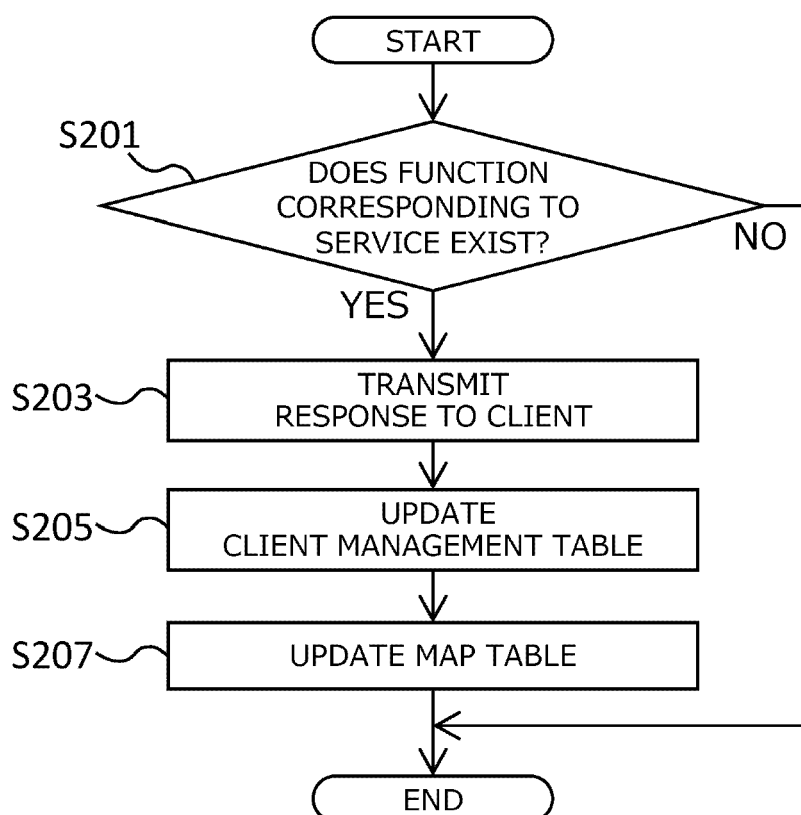 START
S201
DOES FUNCTION
CORRESPONDING TO
SERVICE EXIST?
NO
YES
S203
TRANSMIT
RESPONSE TO CLIENT
S205
UPDATE
CLIENT MANAGEMENT TABLE
S207
UPDATE MAP TABLE
END